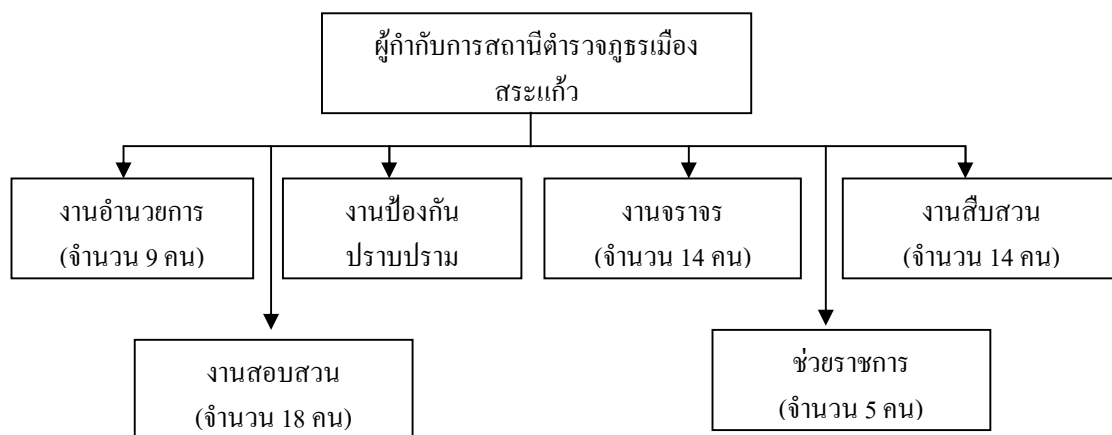 ผู้กำกับการสถานีตำรวจภูธรเมือง
สระแก้ว
งานอำนวยการ
(จำนวน 9 คน)
งานป้องกัน
ปราบปราม
งานจราจร
(จำนวน 14 คน)
งานสืบสวน
(จำนวน 14 คน)
งานสอบสวน
(จำนวน 18 คน)
ช่วยราชการ
(จำนวน 5 คน)